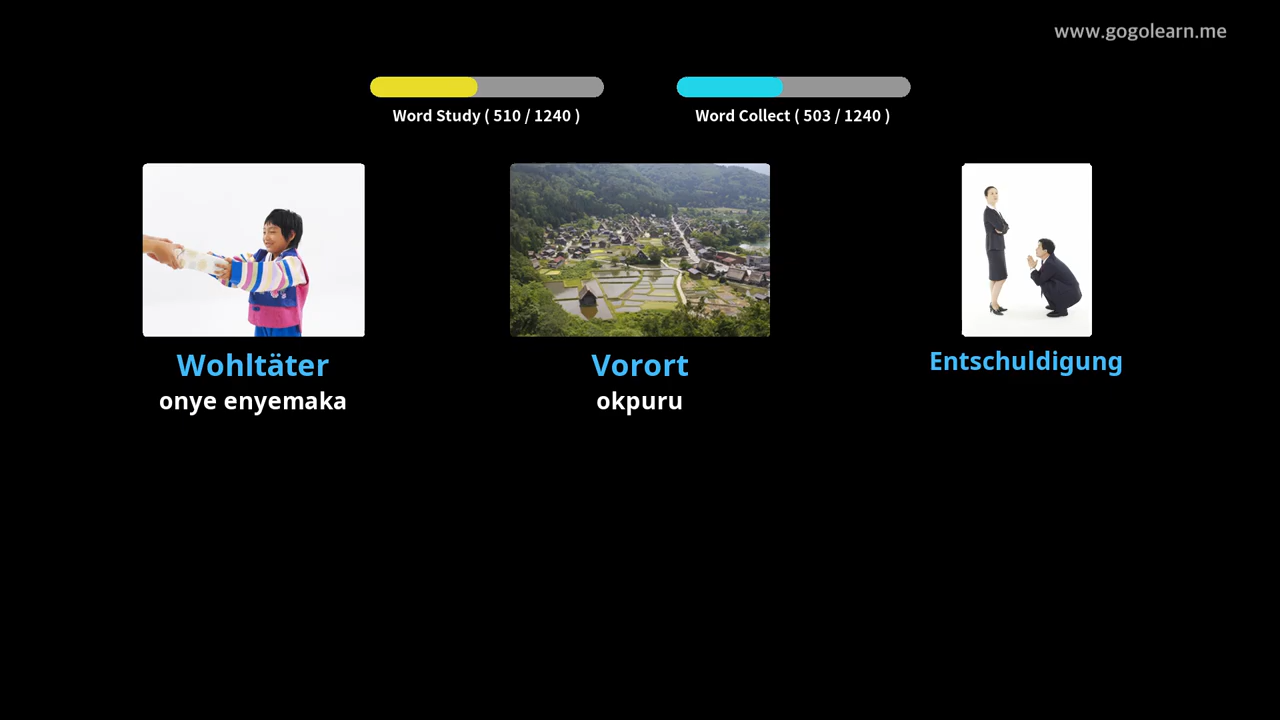 www.gogolearn.me
Word Study ( 510 / 1240 )
Word Collect ( 503 / 1240 )
Wohltäter
onye enyemaka
Vorort
okpuru
Entschuldigung